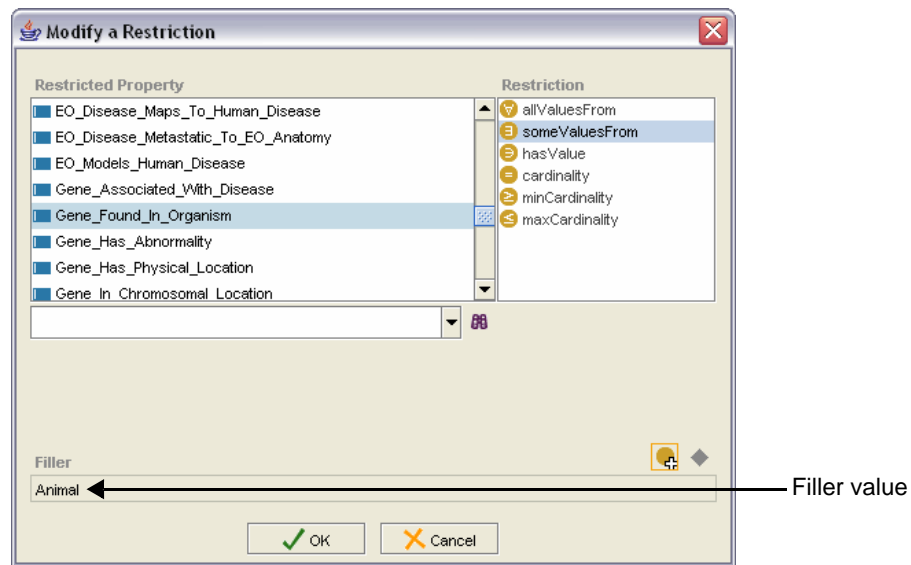 Modify a Restriction
Restricted Property
EO_Disease_Maps_To_Human_Disease
EO_Disease_Metastatic_To_EO_Anatomy
EO_Models_Human_Disease
Gene_Associated_With_Disease
Gene_Found_In_Organism
Gene_Has_Abnormality
Gene_Has_Physical_Location
Gene_In_Chromosomal_Location
Restriction
allValuesFrom
someValuesFrom
hasValue
cardinality
minCardinality
maxCardinality
Filler
Animal
Filler value
OK
Cancel